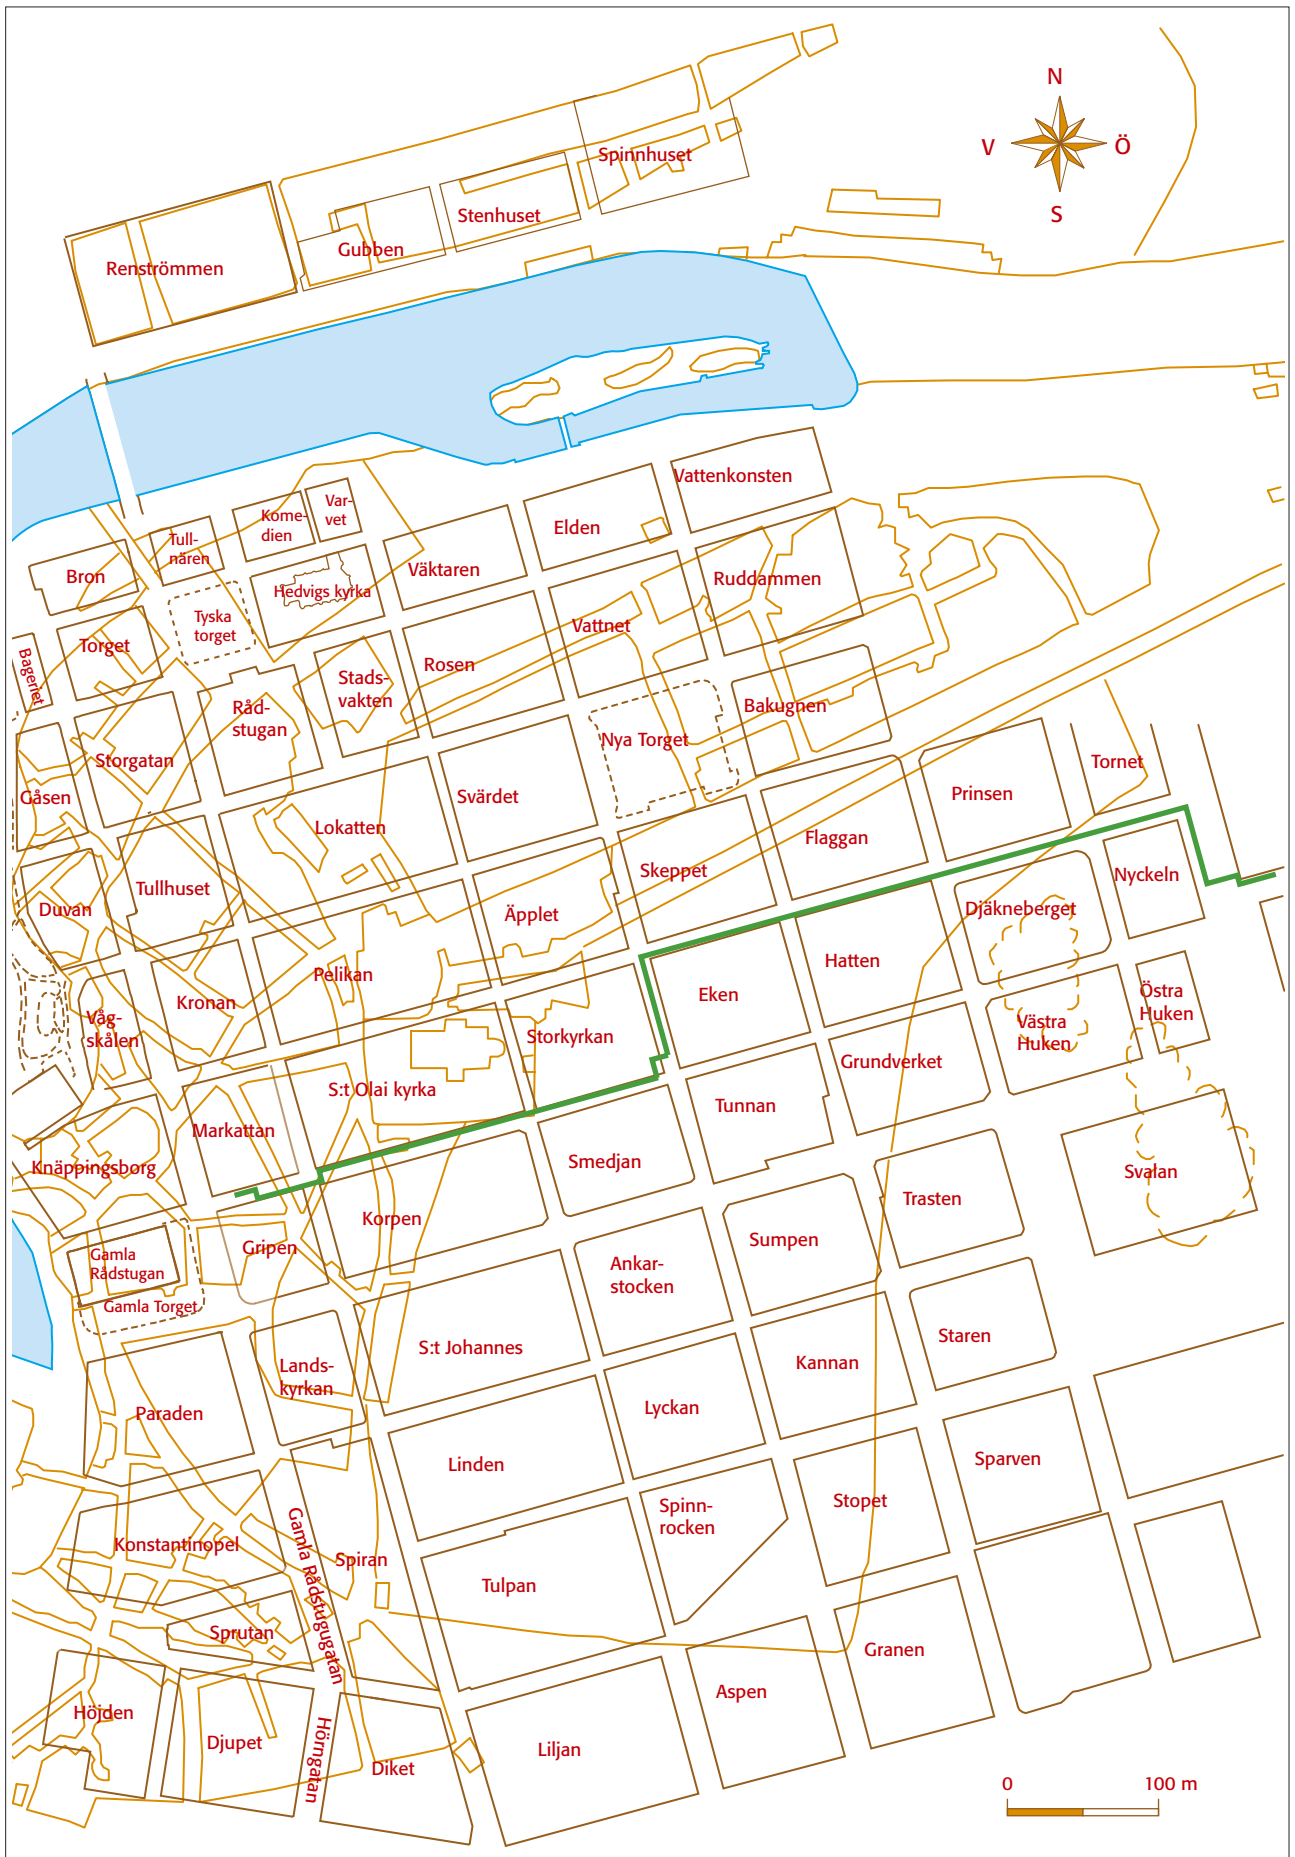 N
V
Ö
S
Spinnhuset
Stenhuset
Gubben
Renströmmen
Vattenkonsten
Var-
vet
Kome-
dien
Elden
Tull-
nären
Väktaren
Bron
Ruddammen
Hedvigs kyrka
Tyska
torget
Vattnet
Torget
Rosen
Bageriet
Stads-
vakten
Råd-
stugan
Bakugnen
Nya Torget
Storgatan
Tornet
Gåsen
Svärdet
Prinsen
Lokatten
Flaggan
Skeppet
Nyckeln
Tullhuset
Duvan
Äpplet
Djäkneberget
Hatten
Pelikan
Eken
Östra
Huken
Kronan
Våg-
skålen
Storkyrkan
Västra
Huken
Grundverket
S:t Olai kyrka
Tunnan
Markattan
Smedjan
Knäppingsborg
Svalan
Trasten
Korpen
Sumpen
Gripen
Gamla
Rådstugan
Ankar-
stocken
Gamla Torget
Staren
S:t Johannes
Kannan
Lands-
kyrkan
Lyckan
Paraden
Sparven
Linden
Stopet
Spinn-
rocken
Konstantinopel
Gamla Rådstugugatan
Spiran
Tulpan
Sprutan
Granen
Aspen
Höjden
Djupet
Hörngatan
Liljan
Diket
0
100 m